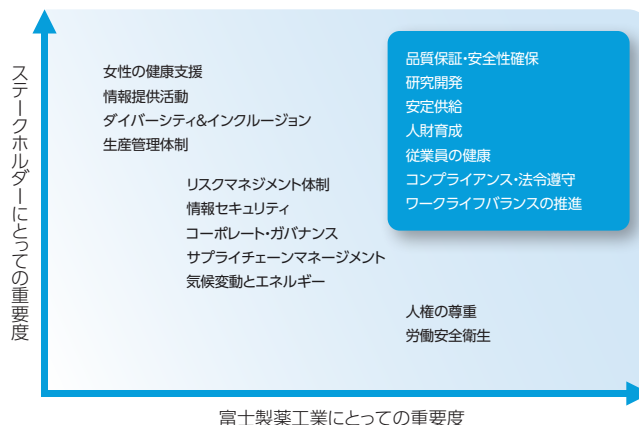 ステークホルダーにとっての重要度
女性の健康支援
情報提供活動
ダイバーシティ&インクルージョン
生産管理体制
リスクマネジメント体制
情報セキュリティ
コーポレート・ガバナンス
サプライチェーンマネージメント
気候変動とエネルギー
品質保証・安全性確保
研究開発
安定供給
人財育成
従業員の健康
コンプライアンス・法令遵守
ワークライフバランスの推進
人権の尊重
労働安全衛生
富士製薬工業にとっての重要度